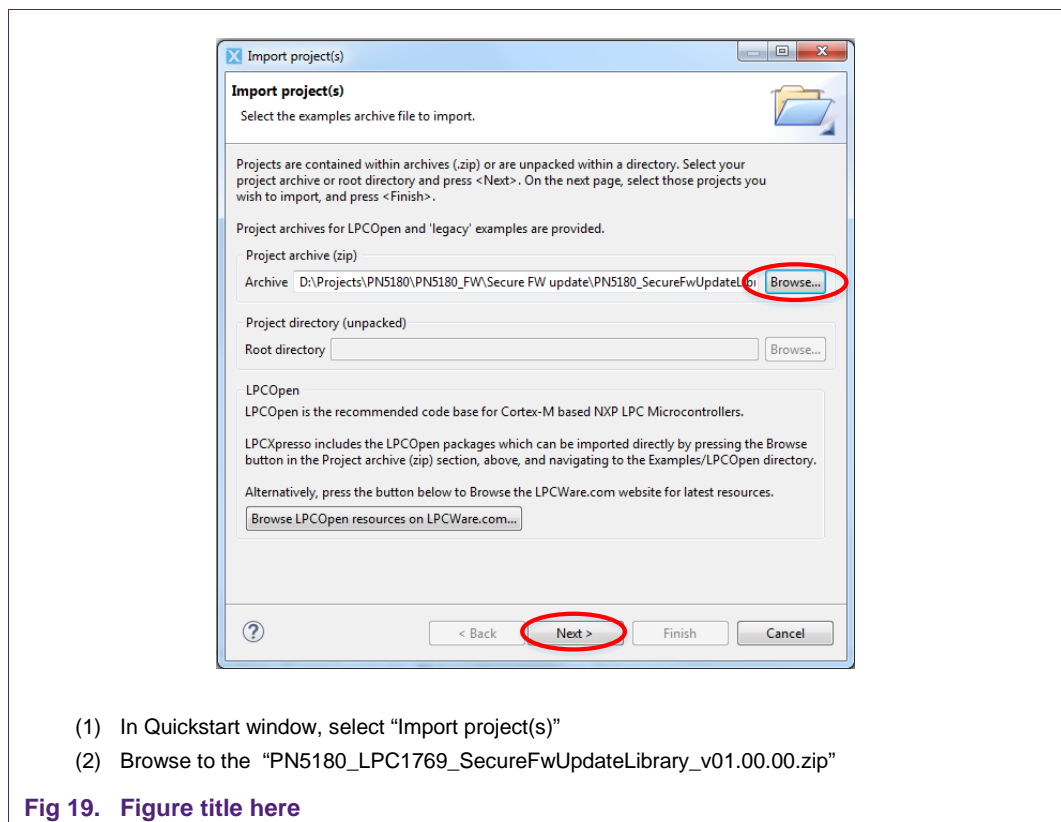 Import project(s)
Import project(s)
Select the examples archive file to import.
Projects are contained within archives (.zip) or are unpacked within a directory. Select your
project archive or root directory and press <Next>. On the next page, select those projects you
wish to import, and press <Finish>.
Project archives for LPCOpen and 'legacy' examples are provided.
Project archive (zip)
Archive D:\Projects\PN5180\PN5180_FW\Secure FW update\PN5180_SecureFwUpdateLibr Browse...
Project directory (unpacked)
Root directory Browse...
LPCOpen
LPCOpen is the recommended code base for Cortex-M based NXP LPC Microcontrollers.
LPCXpresso includes the LPCOpen packages which can be imported directly by pressing the Browse
button in the Project archive (zip) section, above, and navigating to the Examples/LPCOpen directory.
Alternatively, press the button below to Browse the LPCWare.com website for latest resources.
Browse LPCOpen resources on LPCWare.com...
? < Back Next > Finish Cancel
(1) In Quickstart window, select “Import project(s)”
(2) Browse to the “PN5180_LPC1769_SecureFwUpdateLibrary_v01.00.00.zip”
Fig 19. Figure title here